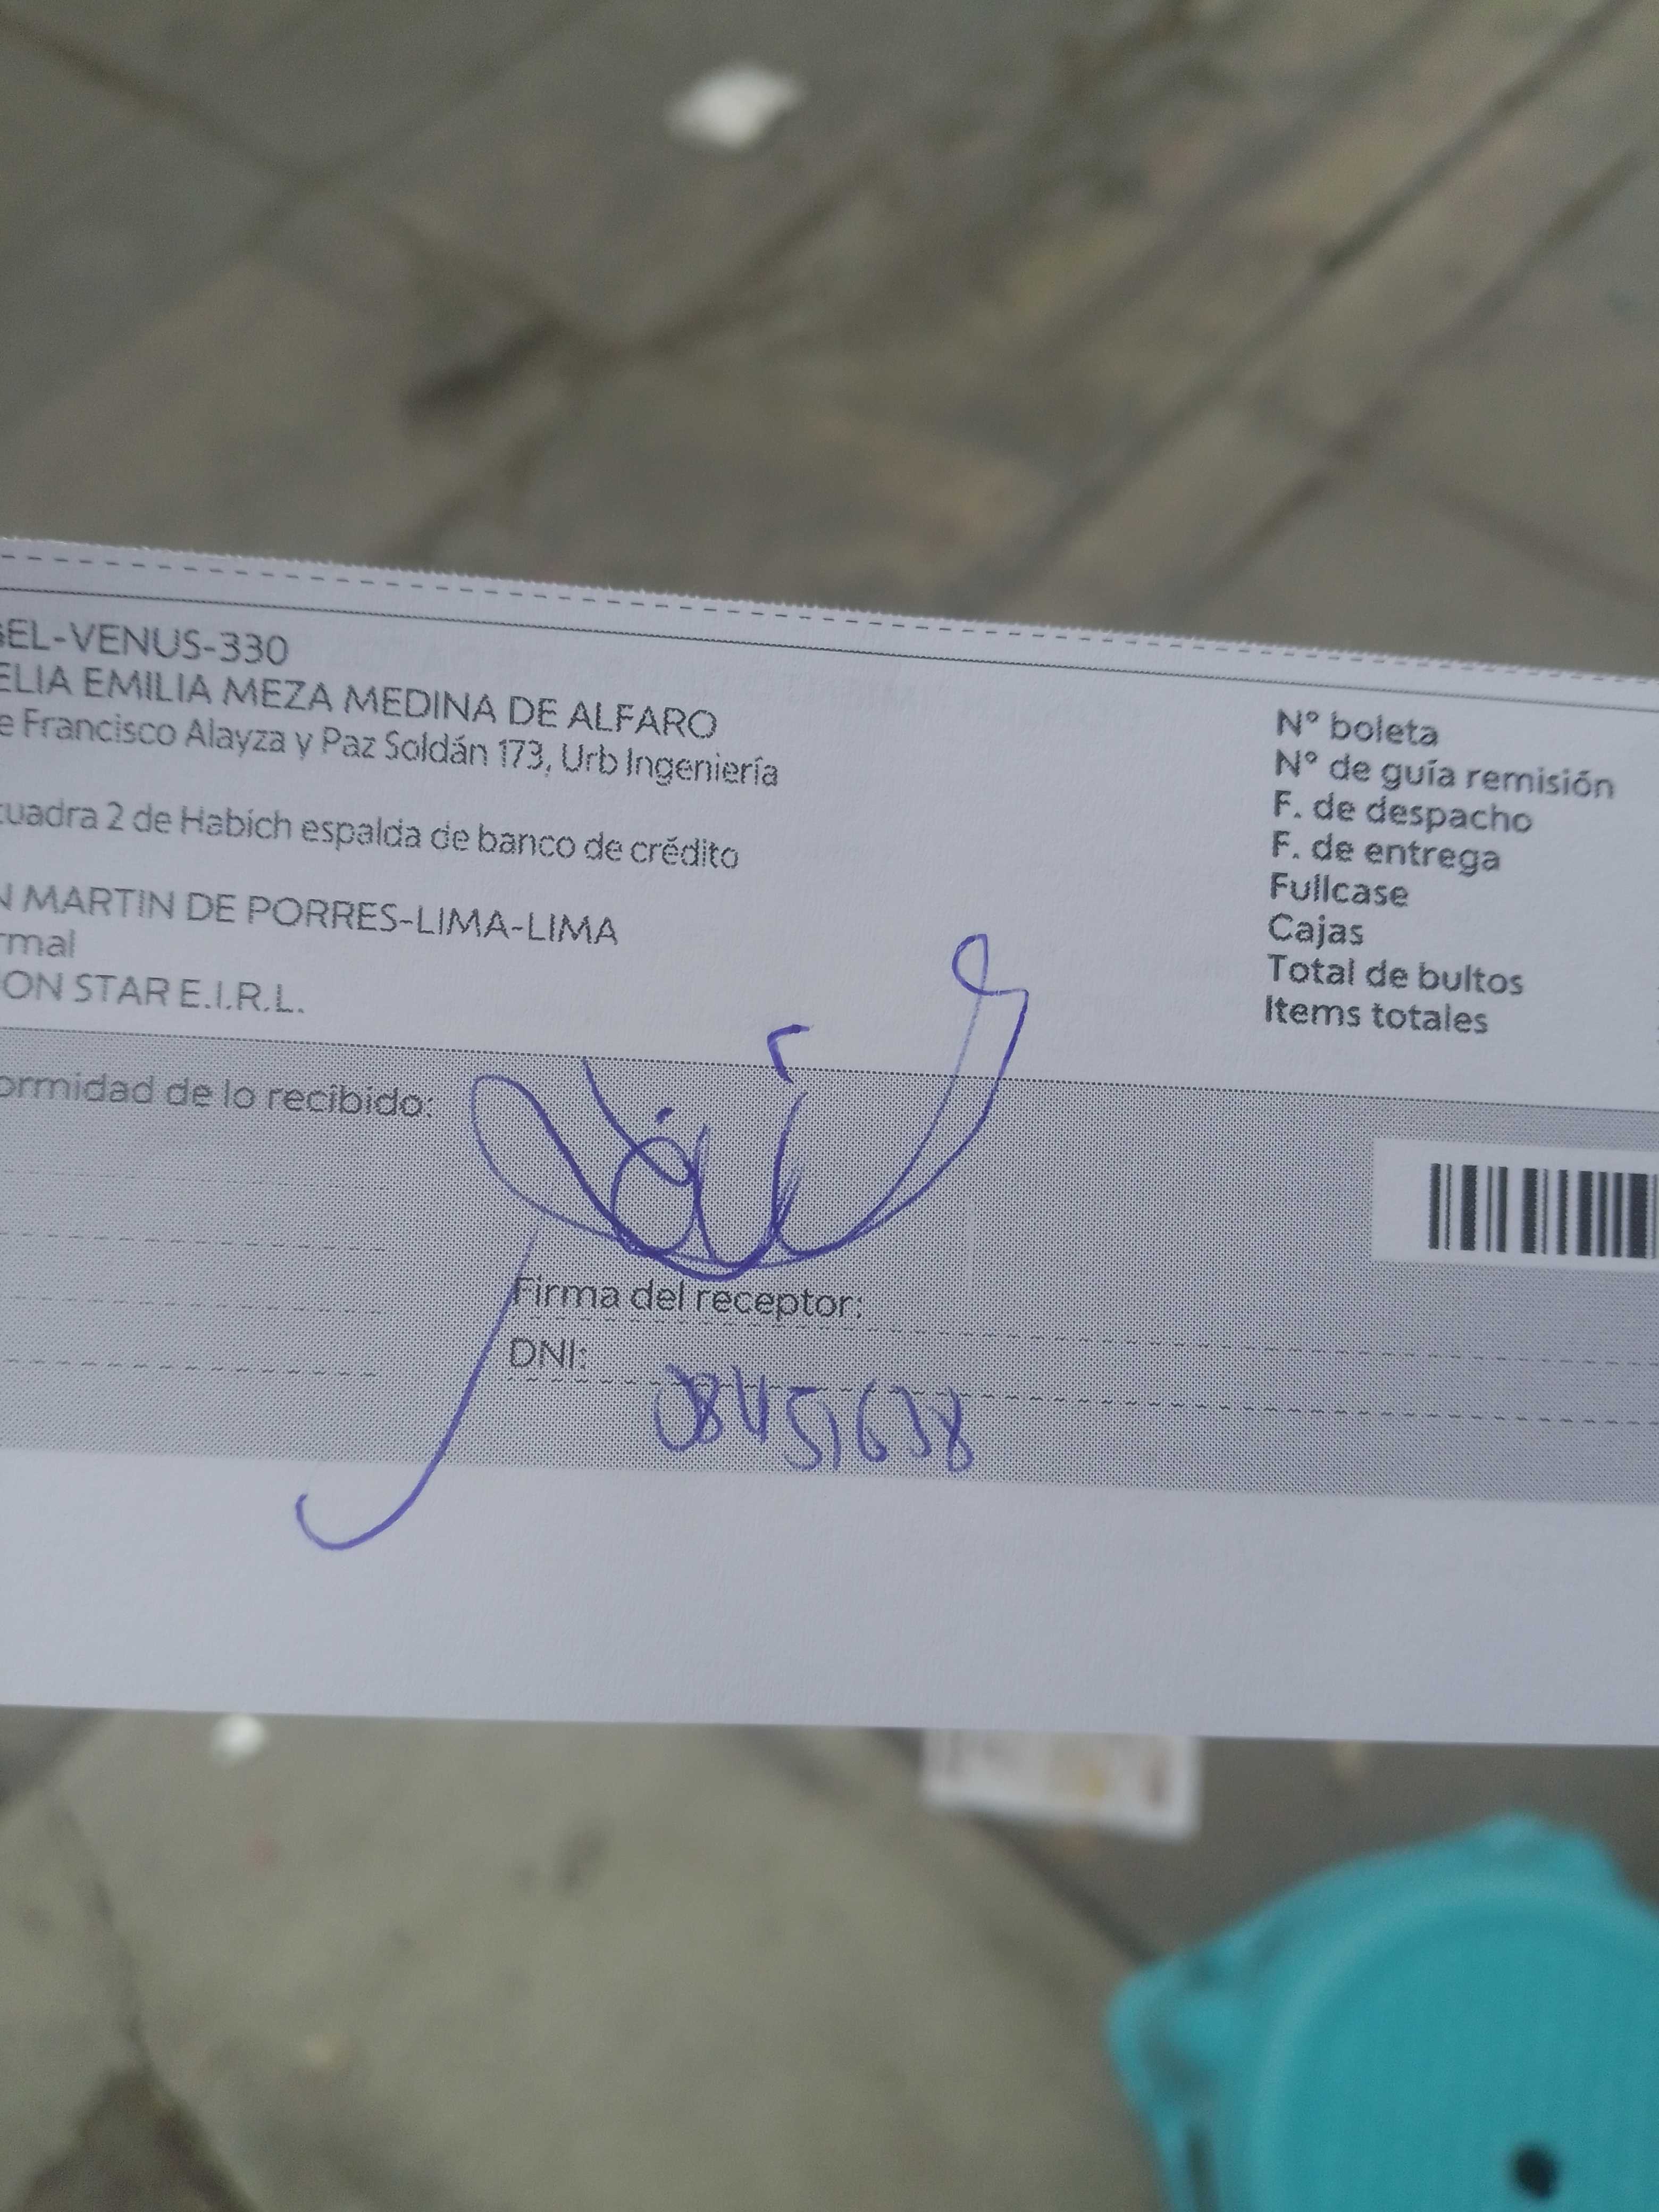 GEL-VENUS-330
ELIA EMILIA MEZA MEDINA DE ALFARO
e Francisco Alayza y Paz Soldán 173, Urb Ingeniería
cuadra 2 de Habich espalda de banco de crédito
N MARTIN DE PORRES-LIMA-LIMA
rmal
ON STAR E.I.R.L.
N° boleta
N° de guía remisión
F. de despacho
F. de entrega
Fullcase
Cajas
Total de bultos
Items totales
ormidad de lo recibido:
Firma del receptor:
DNI:
08451638